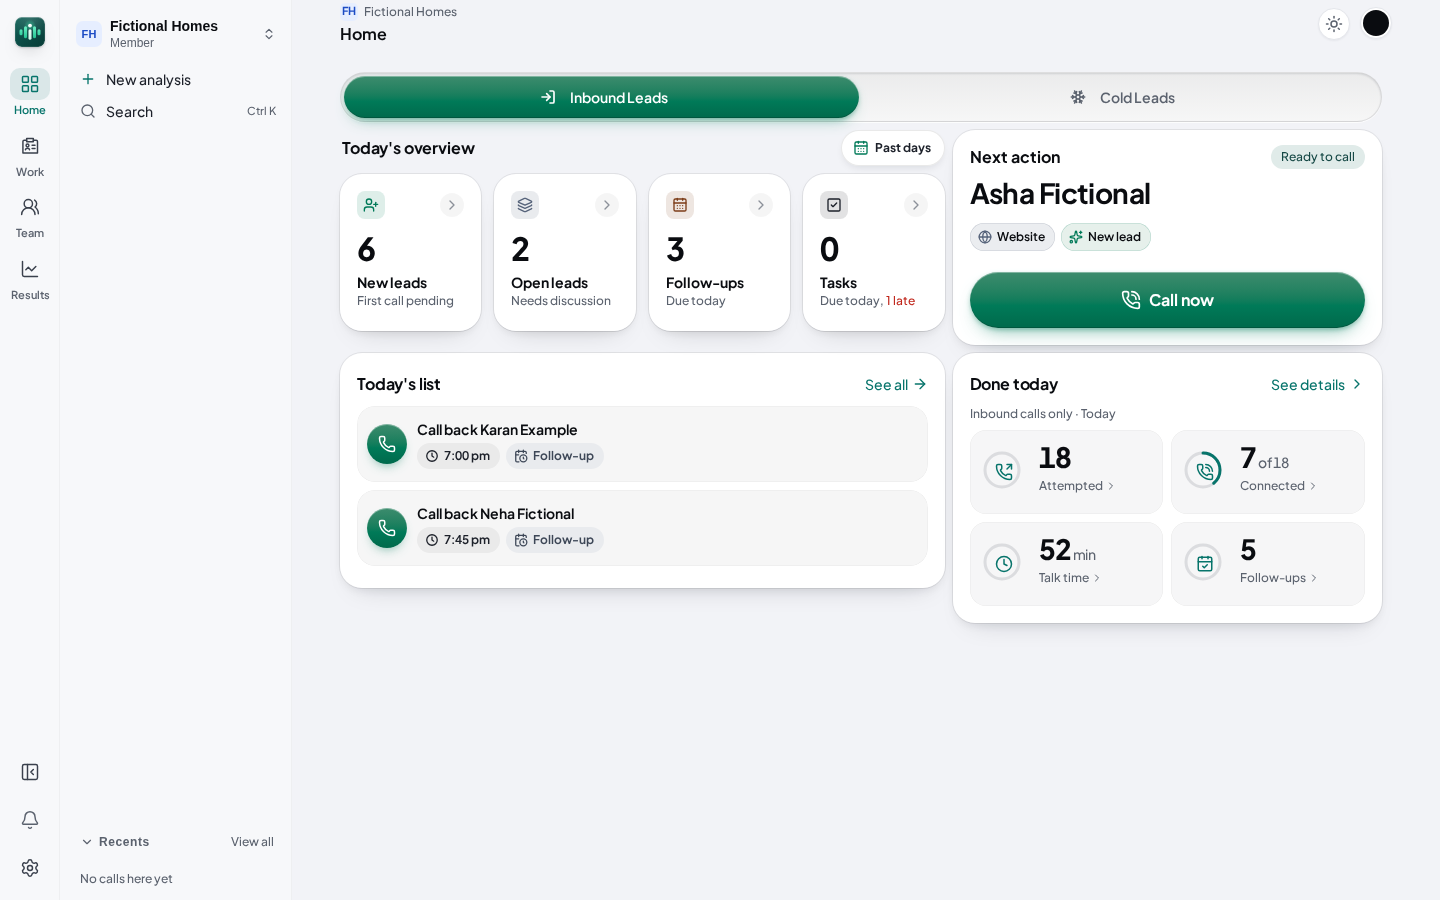 Home
Work
Team
Results
FH
Fictional Homes
Member
New analysis
Search
Ctrl K
Recents
View all
No calls here yet
FH Fictional Homes
Home
Inbound Leads
Cold Leads
Today's overview
Past days
6
New leads
First call pending
2
Open leads
Needs discussion
3
Follow-ups
Due today
0
Tasks
Due today, 1 late
Next action
Ready to call
Asha Fictional
Website
New lead
Call now
Today's list
See all
Call back Karan Example
7:00 pm
Follow-up
Call back Neha Fictional
7:45 pm
Follow-up
Done today
See details
Inbound calls only · Today
18
Attempted
7 of 18
Connected
52 min
Talk time
5
Follow-ups